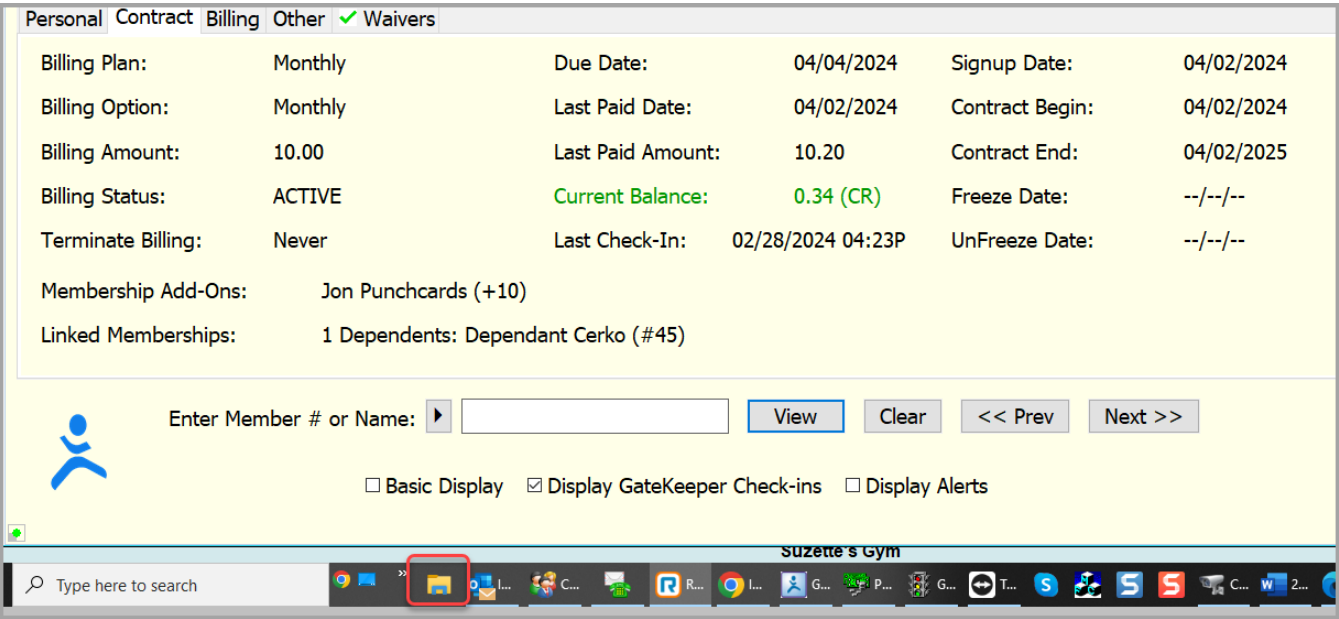 Personal Contract Billing Other ✓ Waivers
Billing Plan: Monthly Due Date: 04/04/2024 Signup Date: 04/02/2024
Billing Option: Monthly Last Paid Date: 04/02/2024 Contract Begin: 04/02/2024
Billing Amount: 10.00 Last Paid Amount: 10.20 Contract End: 04/02/2025
Billing Status: ACTIVE Current Balance: 0.34 (CR) Freeze Date: --/--/--
Terminate Billing: Never Last Check-In: 02/28/2024 04:23P UnFreeze Date: --/--/--
Membership Add-Ons: Jon Punchcards (+10)
Linked Memberships: 1 Dependents: Dependant Cerko (#45)
Enter Member # or Name: View Clear << Prev Next >>
Basic Display Display GateKeeper Check-ins Display Alerts
Suzette's Gym
Type here to search » I... C... R... I... G... P... G... T... C... 2...